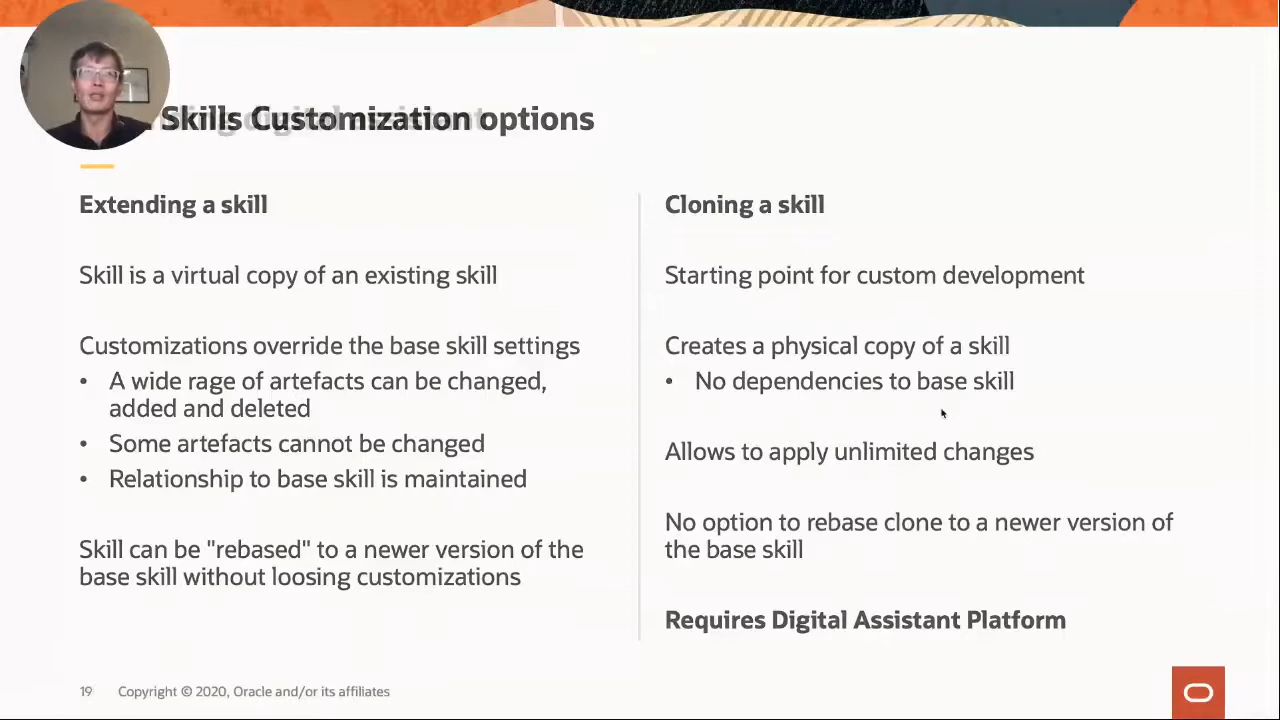 Skills Customization options
Extending a skill
Skill is a virtual copy of an existing skill
Customizations override the base skill settings
• A wide rage of artefacts can be changed,
added and deleted
• Some artefacts cannot be changed
• Relationship to base skill is maintained
Skill can be "rebased" to a newer version of the
base skill without loosing customizations
Cloning a skill
Starting point for custom development
Creates a physical copy of a skill
• No dependencies to base skill
Allows to apply unlimited changes
No option to rebase clone to a newer version of
the base skill
Requires Digital Assistant Platform
19 Copyright © 2020, Oracle and/or its affiliates